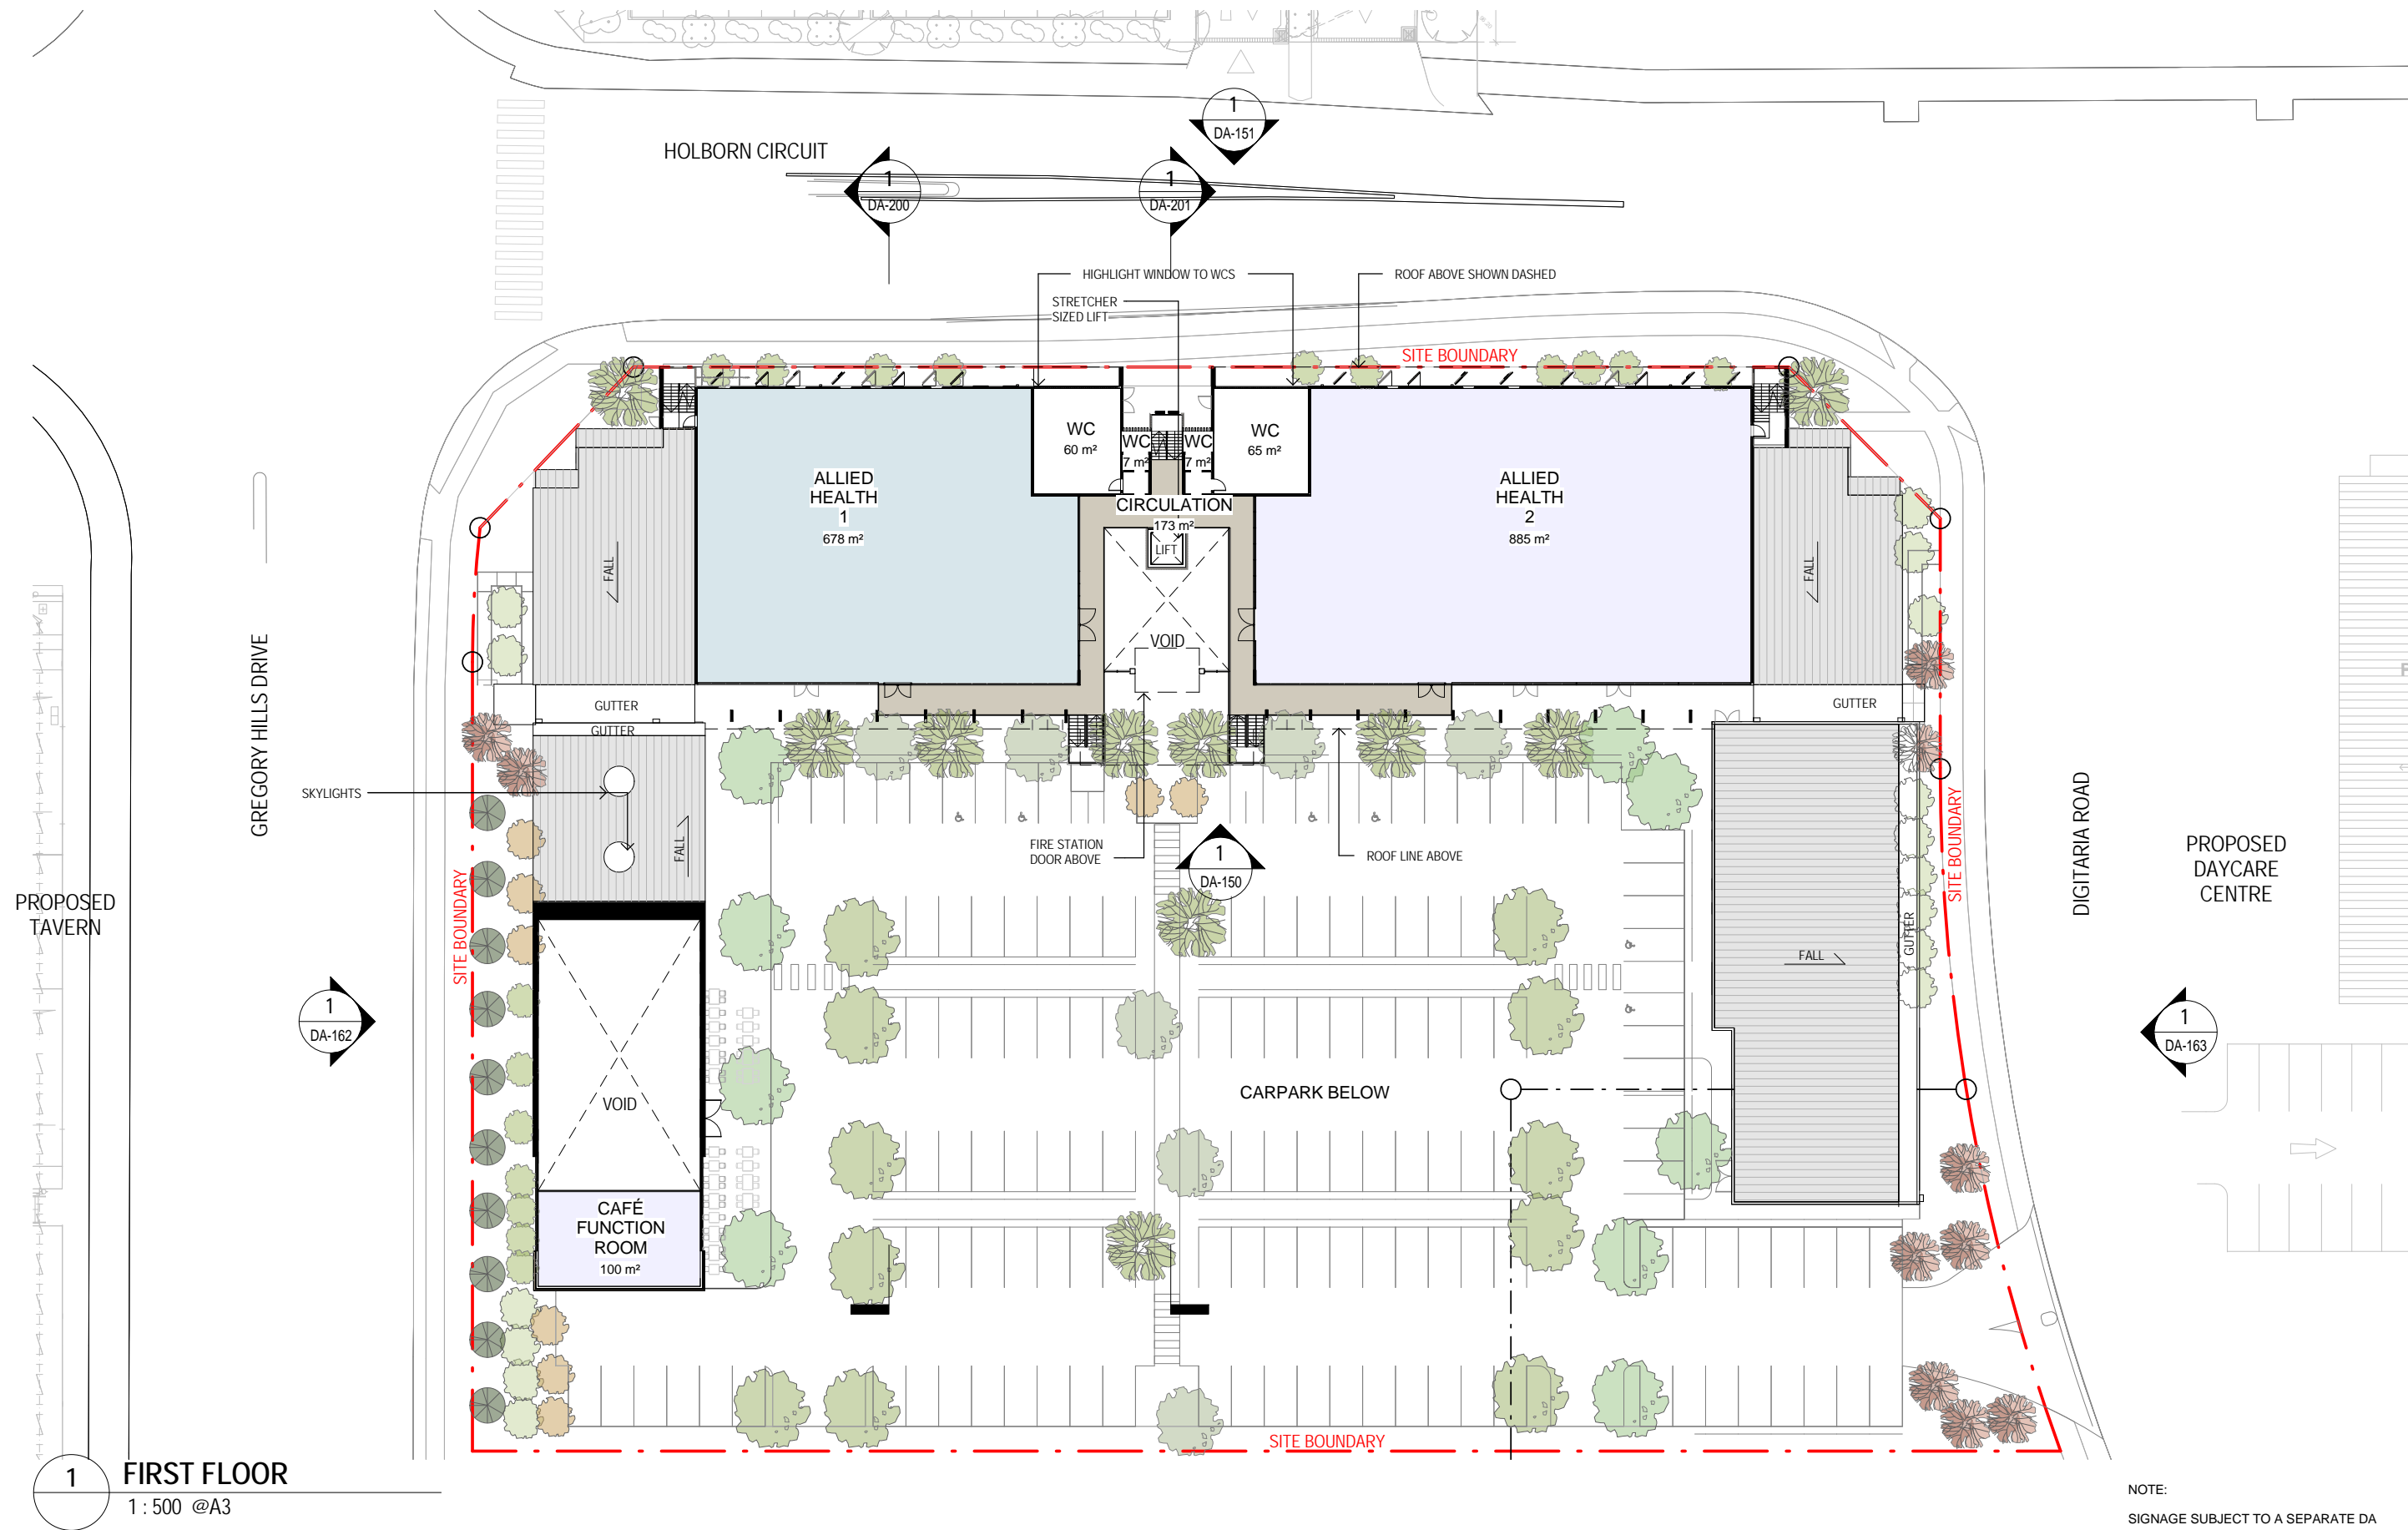 1
DA-151
HOLBORN CIRCUIT
1
DA-200
1
DA-201
HIGHLIGHT WINDOW TO WCS
ROOF ABOVE SHOWN DASHED
STRETCHER
SIZED LIFT
SITE BOUNDARY
WC
60 m²
WC
7 m²
WC
7 m²
WC
65 m²
ALLIED
HEALTH
1
678 m²
CIRCULATION
173 m²
LIFT
ALLIED
HEALTH
2
885 m²
FALL
FALL
VOID
GREGORY HILLS DRIVE
GUTTER
GUTTER
GUTTER
SKYLIGHTS
FALL
FIRE STATION
DOOR ABOVE
1
DA-150
ROOF LINE ABOVE
SITE BOUNDARY
DIGITARIA ROAD
PROPOSED
DAYCARE
CENTRE
PROPOSED
TAVERN
SITE BOUNDARY
FALL
GUTTER
1
DA-162
1
DA-163
VOID
CARPARK BELOW
CAFÉ
FUNCTION
ROOM
100 m²
SITE BOUNDARY
1
FIRST FLOOR
1 : 500 @A3
NOTE:
SIGNAGE SUBJECT TO A SEPARATE DA